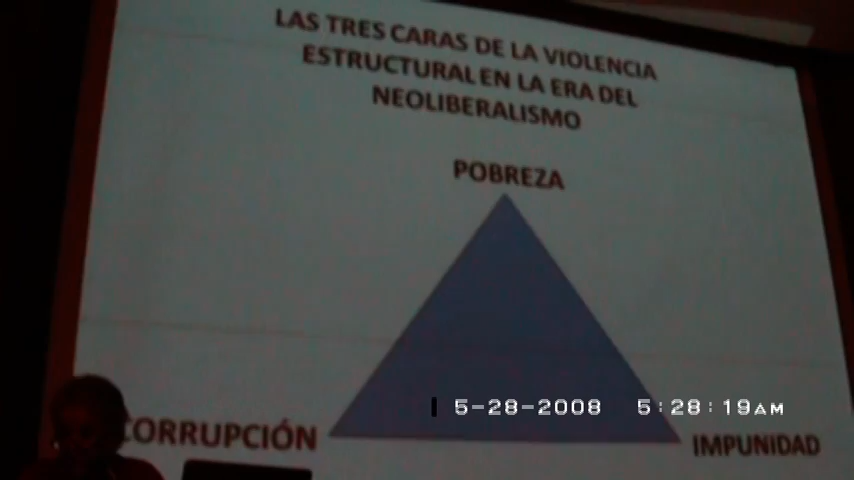 LAS TRES CARAS DE LA VIOLENCIA
ESTRUCTURAL EN LA ERA DEL
NEOLIBERALISMO
POBREZA
5-28-2008 5:28:19AM
CORRUPCIÓN
IMPUNIDAD